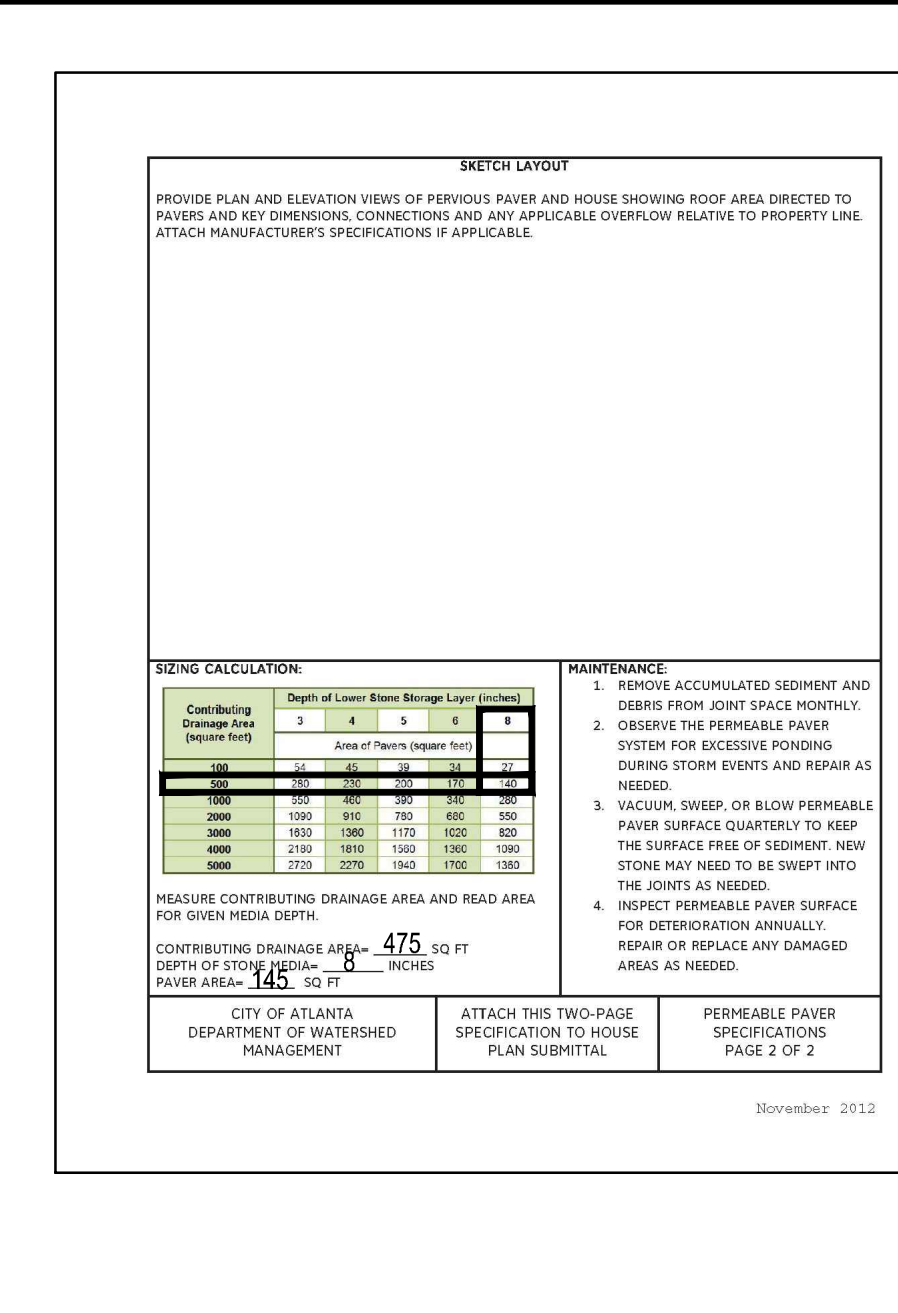 SKETCH LAYOUT
PROVIDE PLAN AND ELEVATION VIEWS OF PERVIOUS PAVER AND HOUSE SHOWING ROOF AREA DIRECTED TO
PAVERS AND KEY DIMENSIONS, CONNECTIONS AND ANY APPLICABLE OVERFLOW RELATIVE TO PROPERTY LINE.
ATTACH MANUFACTURER'S SPECIFICATIONS IF APPLICABLE.
SIZING CALCULATION:
Contributing Drainage Area (square feet)
Depth of Lower Stone Storage Layer (inches)
3 4 5 6 8
Area of Pavers (square feet)
100 54 45 39 34 27
500 280 230 200 170 140
1000 550 460 390 340 280
2000 1090 910 780 680 550
3000 1630 1360 1170 1020 820
4000 2180 1810 1560 1360 1090
5000 2720 2270 1940 1700 1360
MEASURE CONTRIBUTING DRAINAGE AREA AND READ AREA
FOR GIVEN MEDIA DEPTH.
CONTRIBUTING DRAINAGE AREA= 475 SQ FT
DEPTH OF STONE MEDIA= 8 INCHES
PAVER AREA= 145 SQ FT
MAINTENANCE:
1. REMOVE ACCUMULATED SEDIMENT AND
DEBRIS FROM JOINT SPACE MONTHLY.
2. OBSERVE THE PERMEABLE PAVER
SYSTEM FOR EXCESSIVE PONDING
DURING STORM EVENTS AND REPAIR AS
NEEDED.
3. VACUUM, SWEEP, OR BLOW PERMEABLE
PAVER SURFACE QUARTERLY TO KEEP
THE SURFACE FREE OF SEDIMENT. NEW
STONE MAY NEED TO BE SWEPT INTO
THE JOINTS AS NEEDED.
4. INSPECT PERMEABLE PAVER SURFACE
FOR DETERIORATION ANNUALLY.
REPAIR OR REPLACE ANY DAMAGED
AREAS AS NEEDED.
CITY OF ATLANTA
DEPARTMENT OF WATERSHED
MANAGEMENT
ATTACH THIS TWO-PAGE
SPECIFICATION TO HOUSE
PLAN SUBMITTAL
PERMEABLE PAVER
SPECIFICATIONS
PAGE 2 OF 2
November 2012